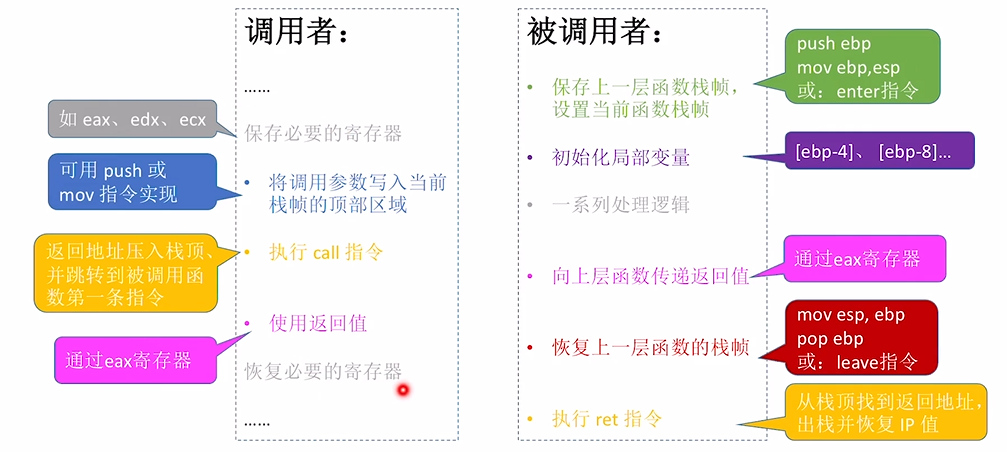 调用者：
……
如 eax、edx、ecx
保存必要的寄存器
可用 push 或
mov 指令实现
• 将调用参数写入当前
栈帧的顶部区域
返回地址压入栈顶、
并跳转到被调用函
数第一条指令
• 执行 call 指令
• 使用返回值
通过eax寄存器
恢复必要的寄存器
……
被调用者：
push ebp
mov ebp,esp
或：enter指令
• 保存上一层函数栈帧，
设置当前函数栈帧
• 初始化局部变量
[ebp-4]、 [ebp-8]...
• 一系列处理逻辑
• 向上层函数传递返回值
通过eax寄存器
mov esp, ebp
pop ebp
或：leave指令
• 恢复上一层函数的栈帧
• 执行 ret 指令
从栈顶找到返回地址，
出栈并恢复 IP 值